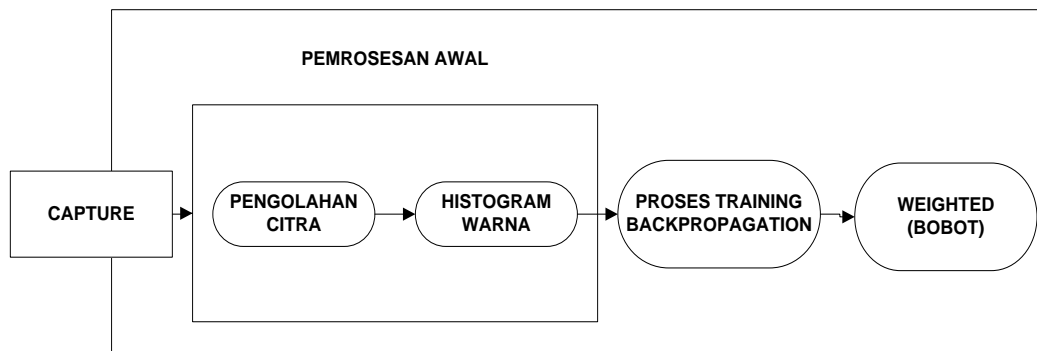 PEMROSESAN AWAL
CAPTURE
PENGOLAHAN
CITRA
HISTOGRAM
WARNA
PROSES TRAINING
BACKPROPAGATION
WEIGHTED
(BOBOT)